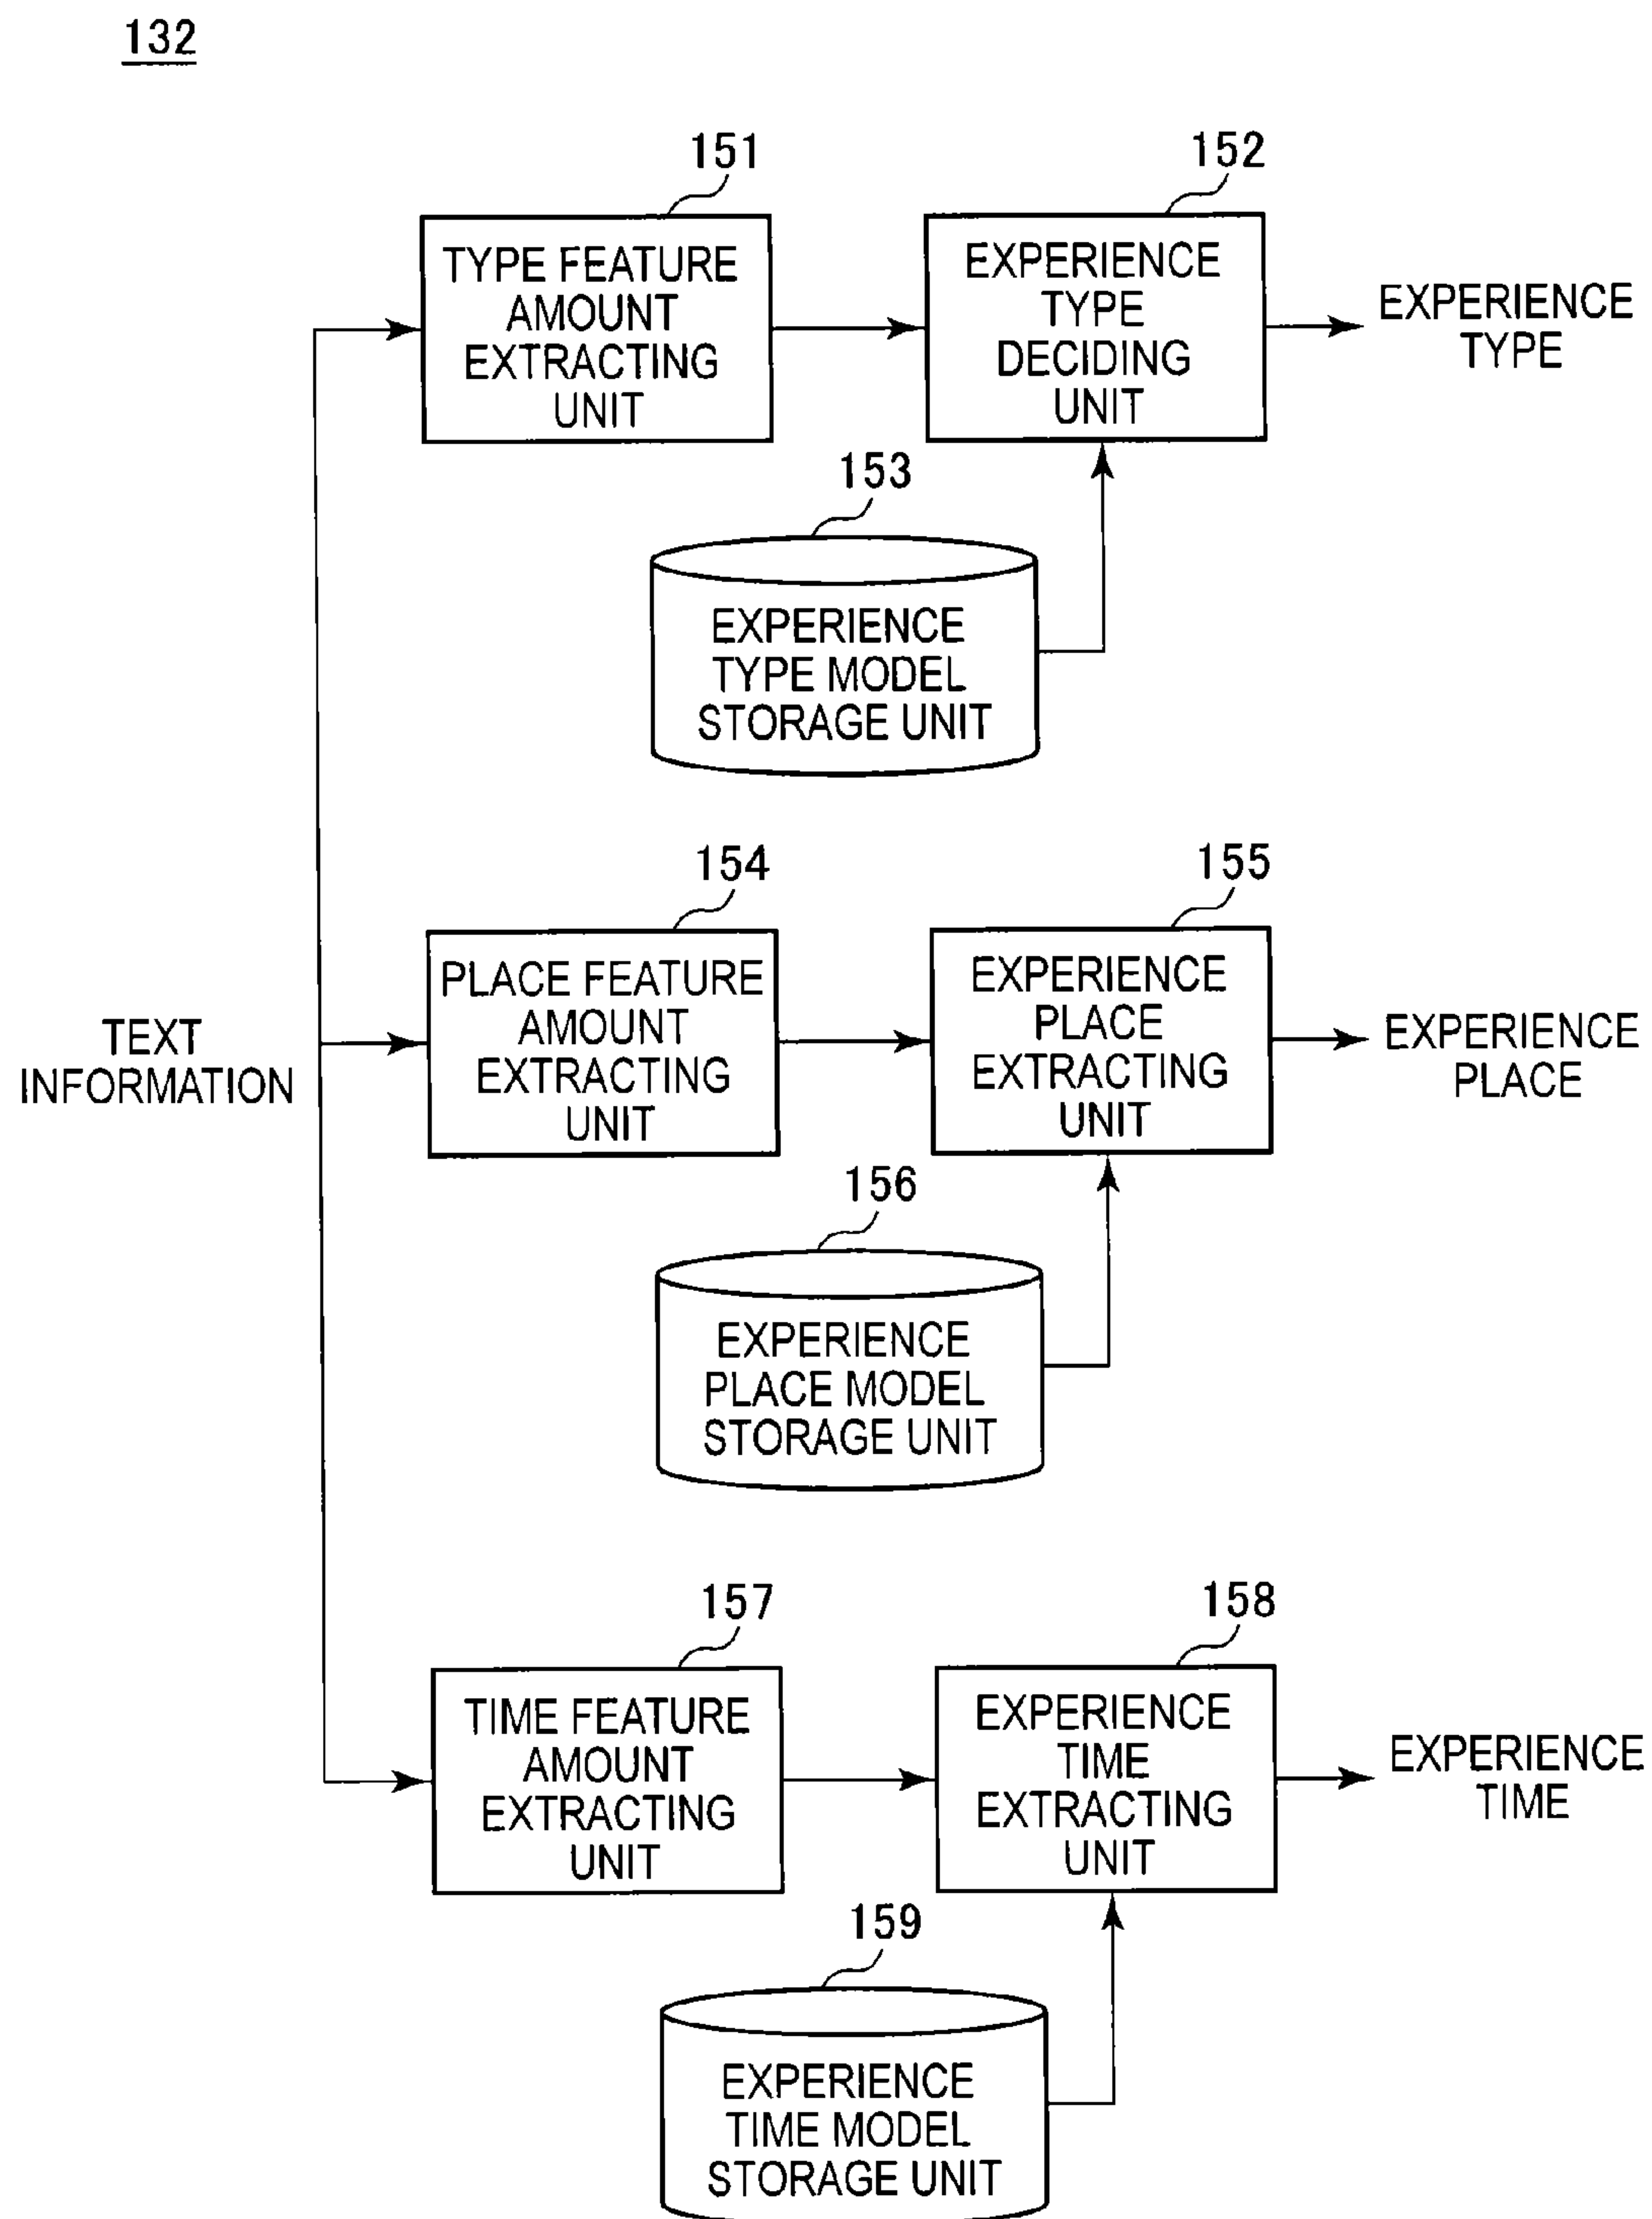 132
151
TYPE FEATURE
AMOUNT
EXTRACTING
UNIT
152
EXPERIENCE
TYPE
DECIDING
UNIT
EXPERIENCE
TYPE
153
EXPERIENCE
TYPE MODEL
STORAGE UNIT
TEXT
INFORMATION
154
PLACE FEATURE
AMOUNT
EXTRACTING
UNIT
155
EXPERIENCE
PLACE
EXTRACTING
UNIT
EXPERIENCE
PLACE
156
EXPERIENCE
PLACE MODEL
STORAGE UNIT
157
TIME FEATURE
AMOUNT
EXTRACTING
UNIT
158
EXPERIENCE
TIME
EXTRACTING
UNIT
EXPERIENCE
TIME
159
EXPERIENCE
TIME MODEL
STORAGE UNIT